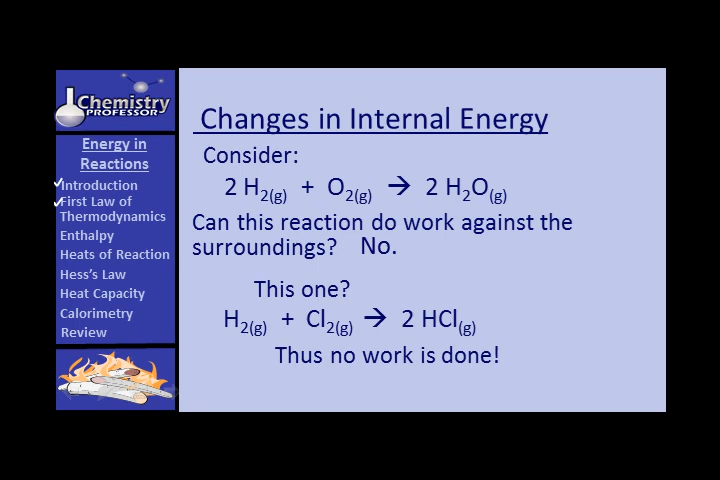 Chemistry
PROFESSOR
Energy in
Reactions
Introduction
First Law of
Thermodynamics
Enthalpy
Heats of Reaction
Hess's Law
Heat Capacity
Calorimetry
Review
Changes in Internal Energy
Consider:
2 H₂(g) + O₂(g) → 2 H₂O(g)
Can this reaction do work against the
surroundings? No.
This one?
H₂(g) + Cl₂(g) → 2 HCl(g)
Thus no work is done!